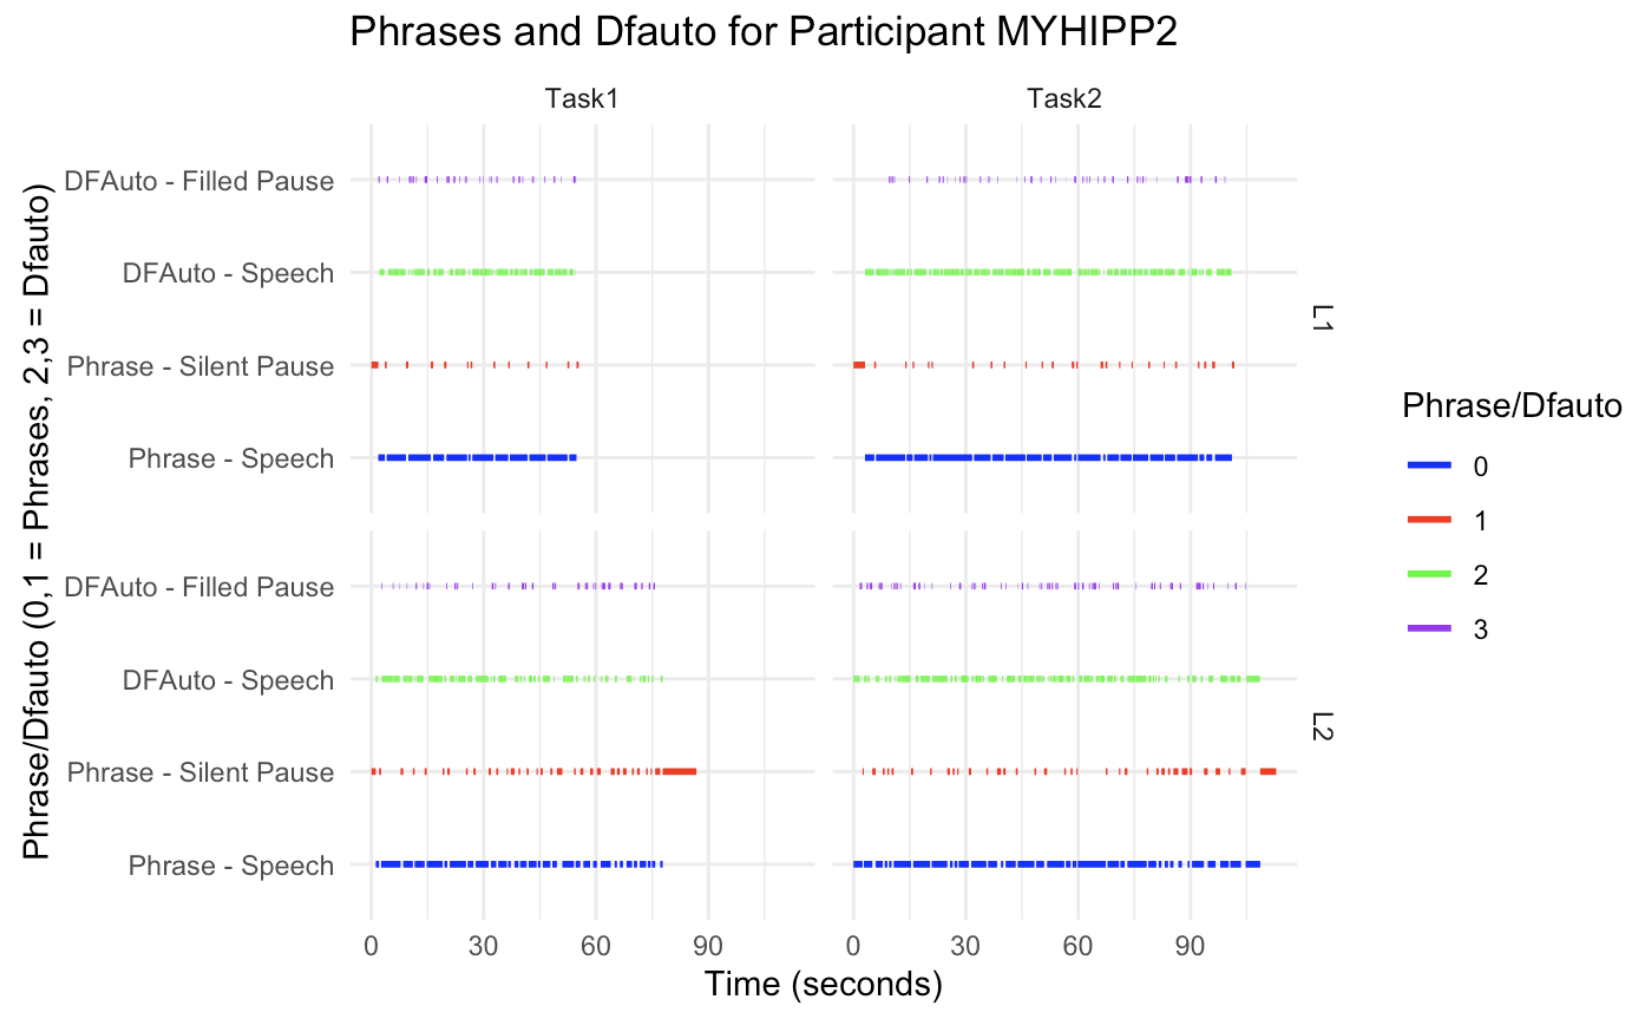 Phrases and Dfauto for Participant MYHIPP2
Task1
Task2
Phrase/Dfauto (0,1 = Phrases, 2,3 = Dfauto)
DFAuto - Filled Pause
DFAuto - Speech
Phrase - Silent Pause
Phrase - Speech
L1
DFAuto - Filled Pause
DFAuto - Speech
Phrase - Silent Pause
Phrase - Speech
L2
0 30 60 90
0 30 60 90
Time (seconds)
Phrase/Dfauto
0
1
2
3